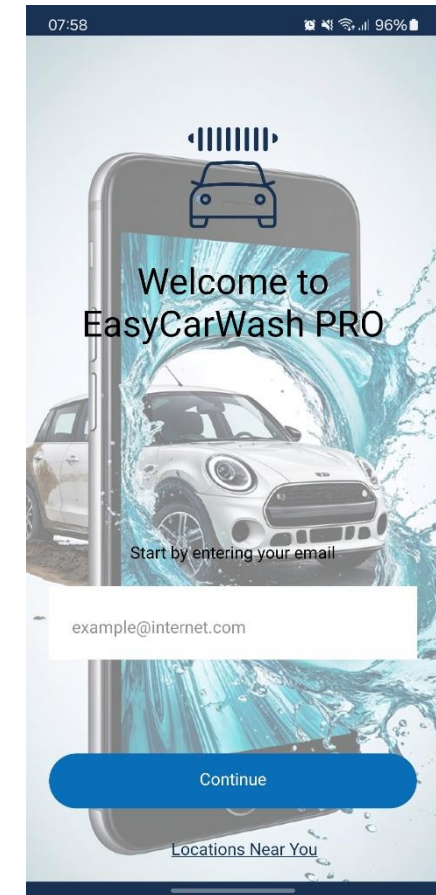 07:58
96%
Welcome to
EasyCarWash PRO
Start by entering your email
example@internet.com
Continue
Locations Near You